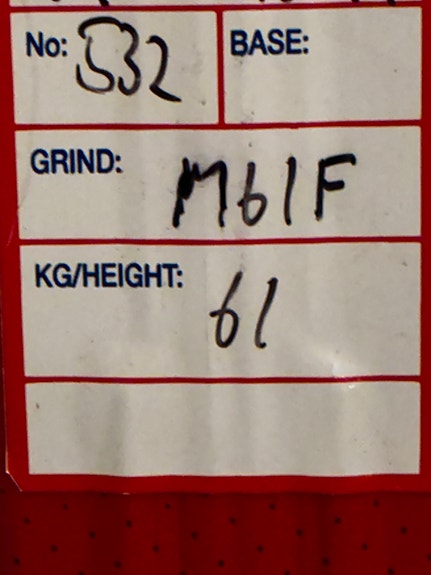 No: 532 BASE:
GRIND: M61F
KG/HEIGHT: 61